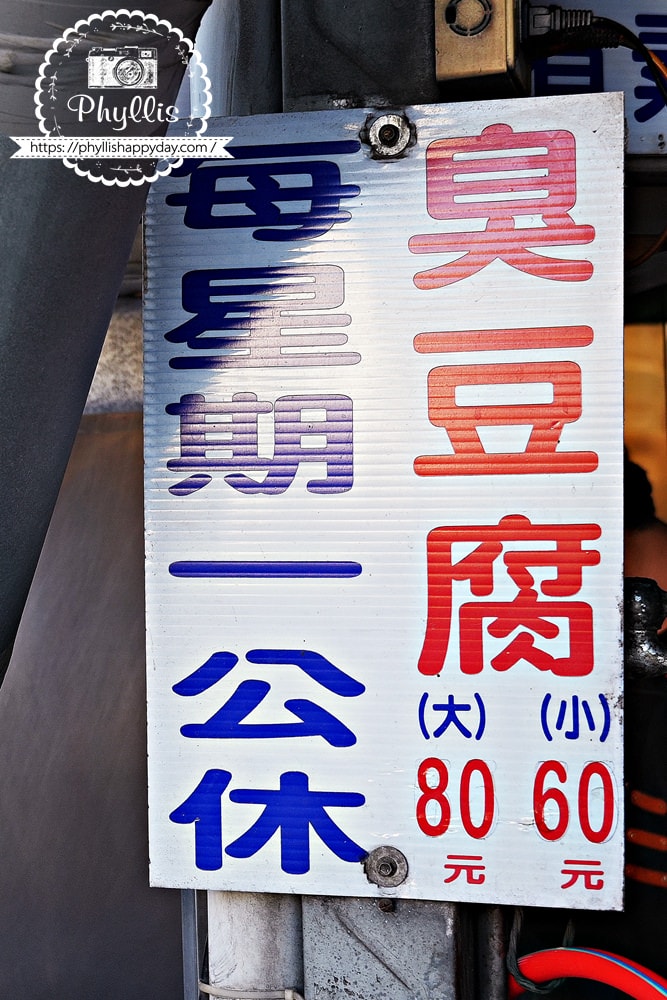 Phyllis
https://phyllishappyday.com/
臭豆腐
(大) (小)
80 60
元 元
每星期一公休